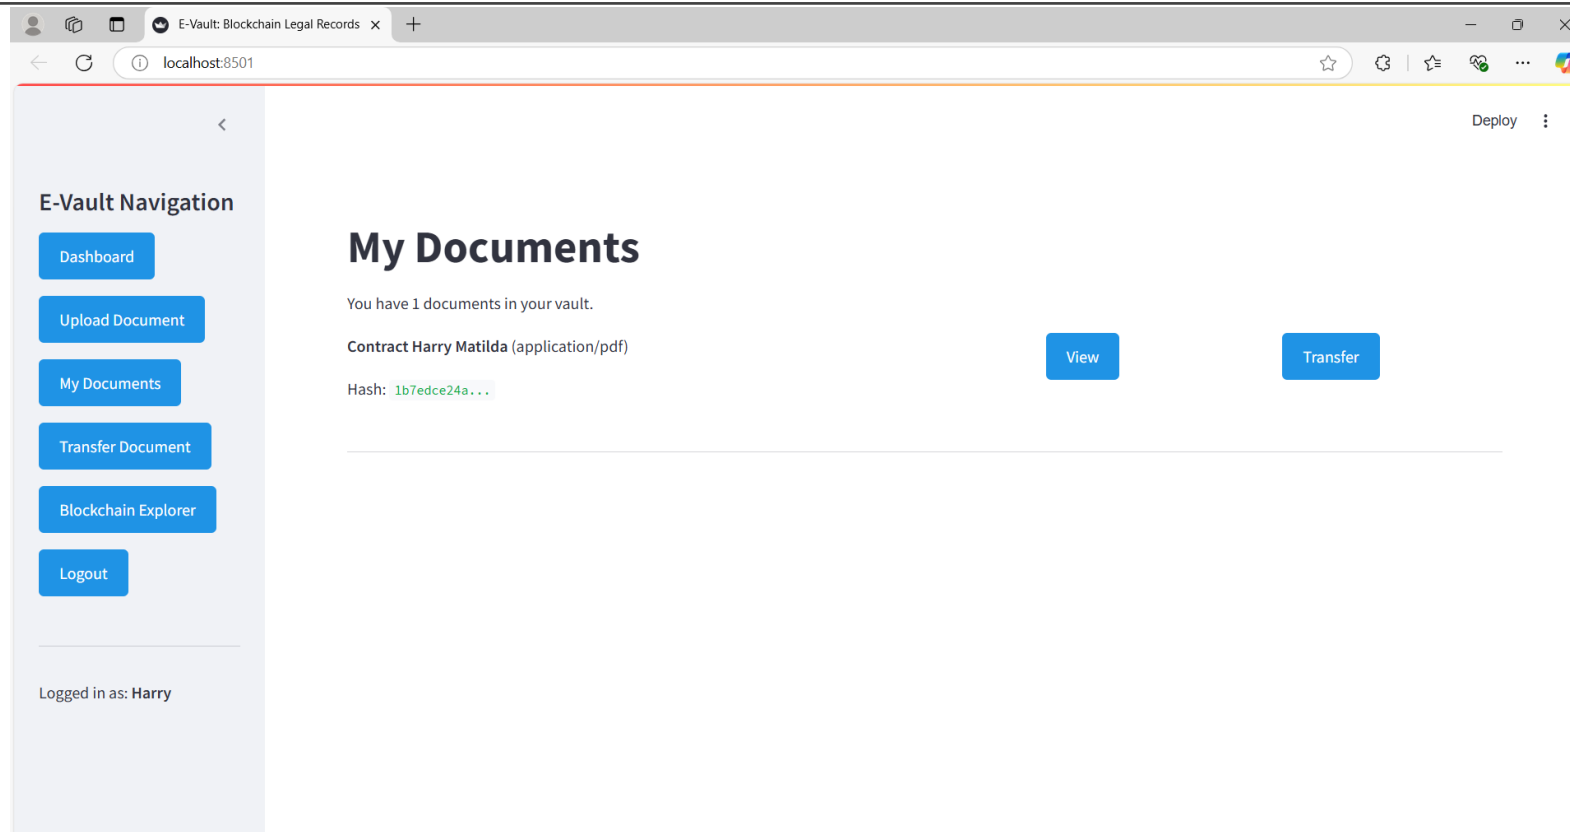 E-Vault: Blockchain Legal Records
localhost:8501
Deploy
E-Vault Navigation
Dashboard
Upload Document
My Documents
Transfer Document
Blockchain Explorer
Logout
Logged in as: Harry
My Documents
You have 1 documents in your vault.
Contract Harry Matilda (application/pdf)
View
Transfer
Hash: 1b7edce24a...